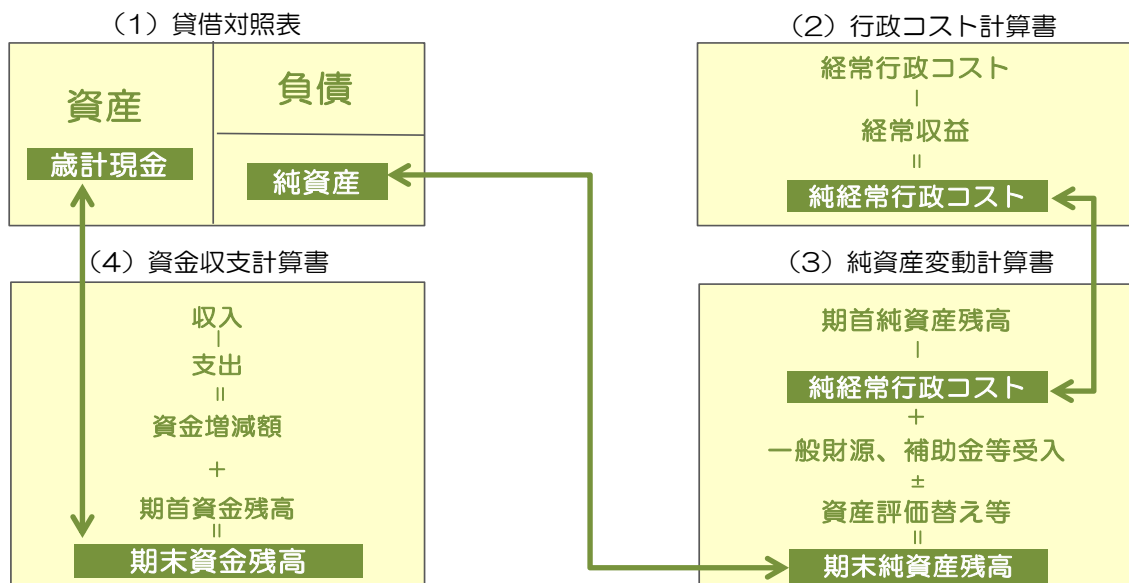 （1）貸借対照表
資産
歳計現金
負債
純資産
（2）行政コスト計算書
経常行政コスト
－
経常収益
＝
純経常行政コスト
（4）資金収支計算書
収入
－
支出
＝
資金増減額
＋
期首資金残高
＝
期末資金残高
（3）純資産変動計算書
期首純資産残高
－
純経常行政コスト
＋
一般財源、補助金等受入
±
資産評価替え等
＝
期末純資産残高